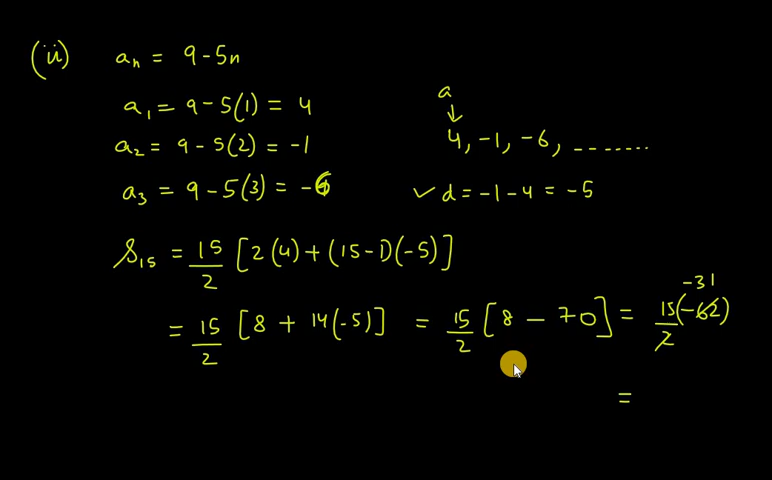 (ii) aₙ = 9 - 5n
a₁ = 9 - 5(1) = 4
a
↓
a₂ = 9 - 5(2) = -1
4, -1, -6, --------
a₃ = 9 - 5(3) = -6
✓ d = -1 - 4 = -5
S₁₅ = 15/2 [2(4) + (15-1)(-5)]
-31
= 15/2 [8 + 14(-5)] = 15/2 [8 - 70] = 15/2 (-62)
=